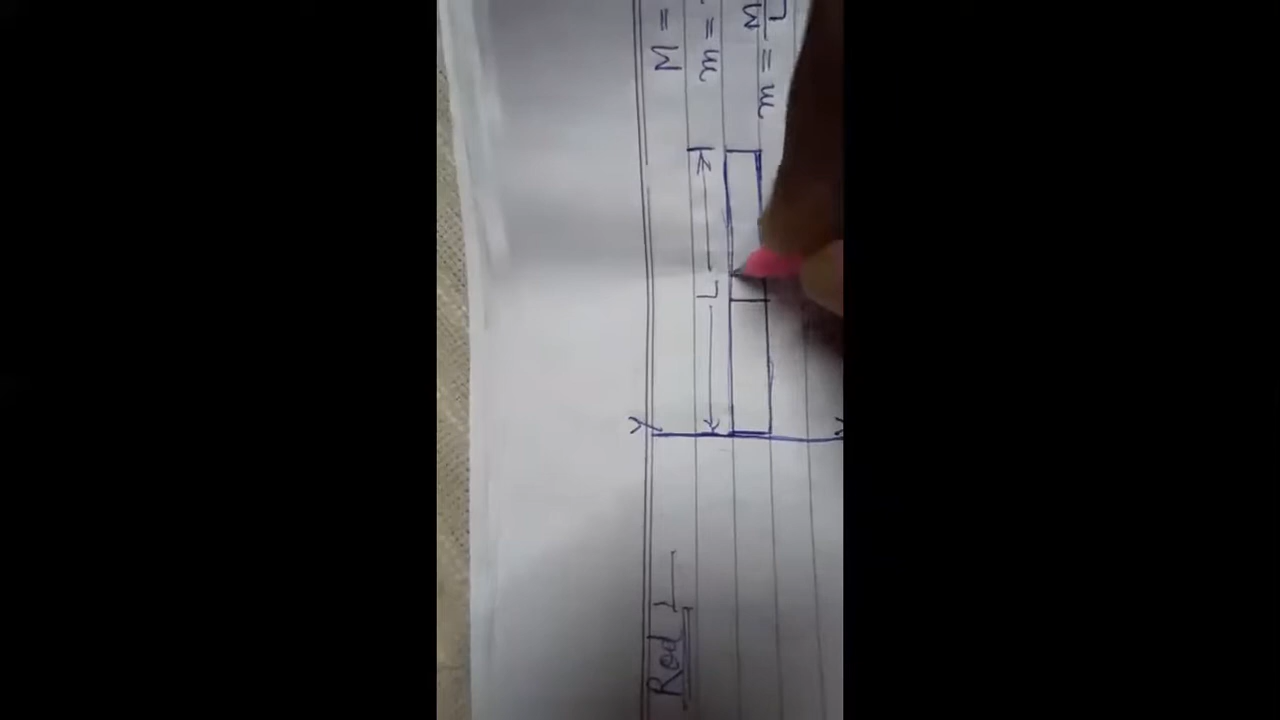 Rod :-
Y
L
M =
= m
m = M/L